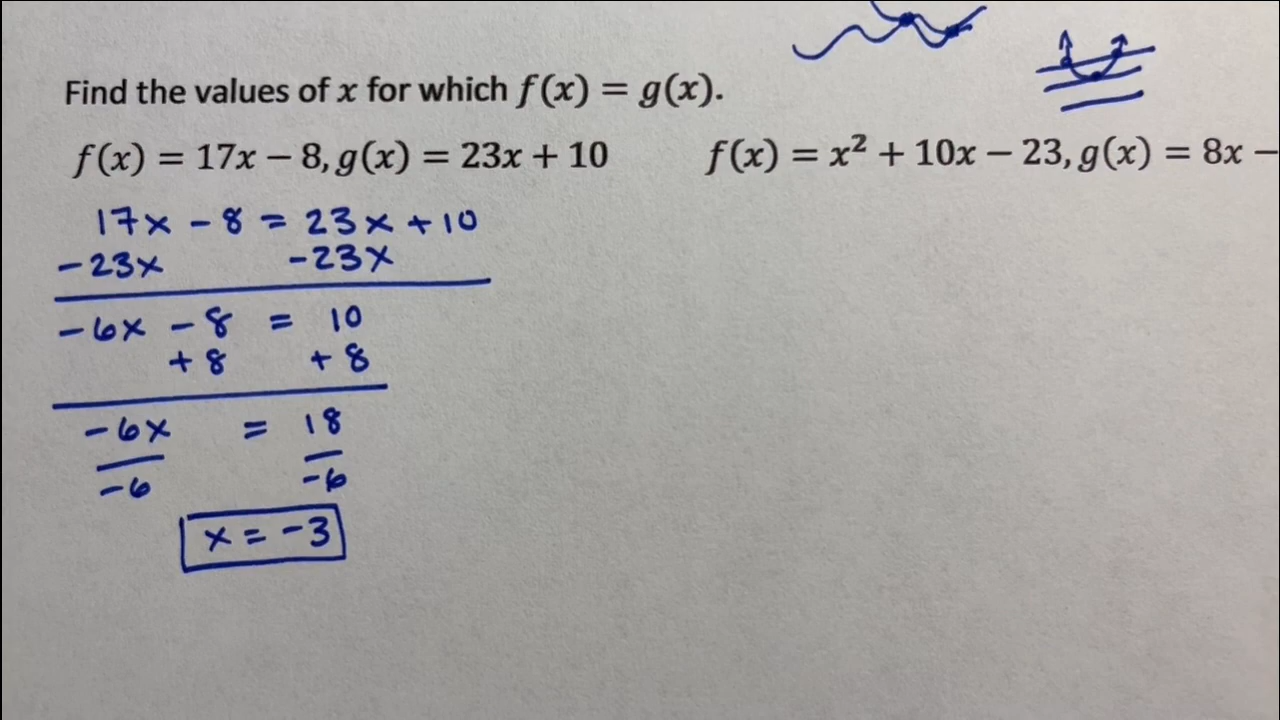 Find the values of x for which f(x) = g(x).
f(x) = 17x − 8, g(x) = 23x + 10
f(x) = x² + 10x − 23, g(x) = 8x −
17x - 8 = 23x + 10
-23x -23x
-6x - 8 = 10
+8 +8
-6x = 18
-6 -6
x = -3